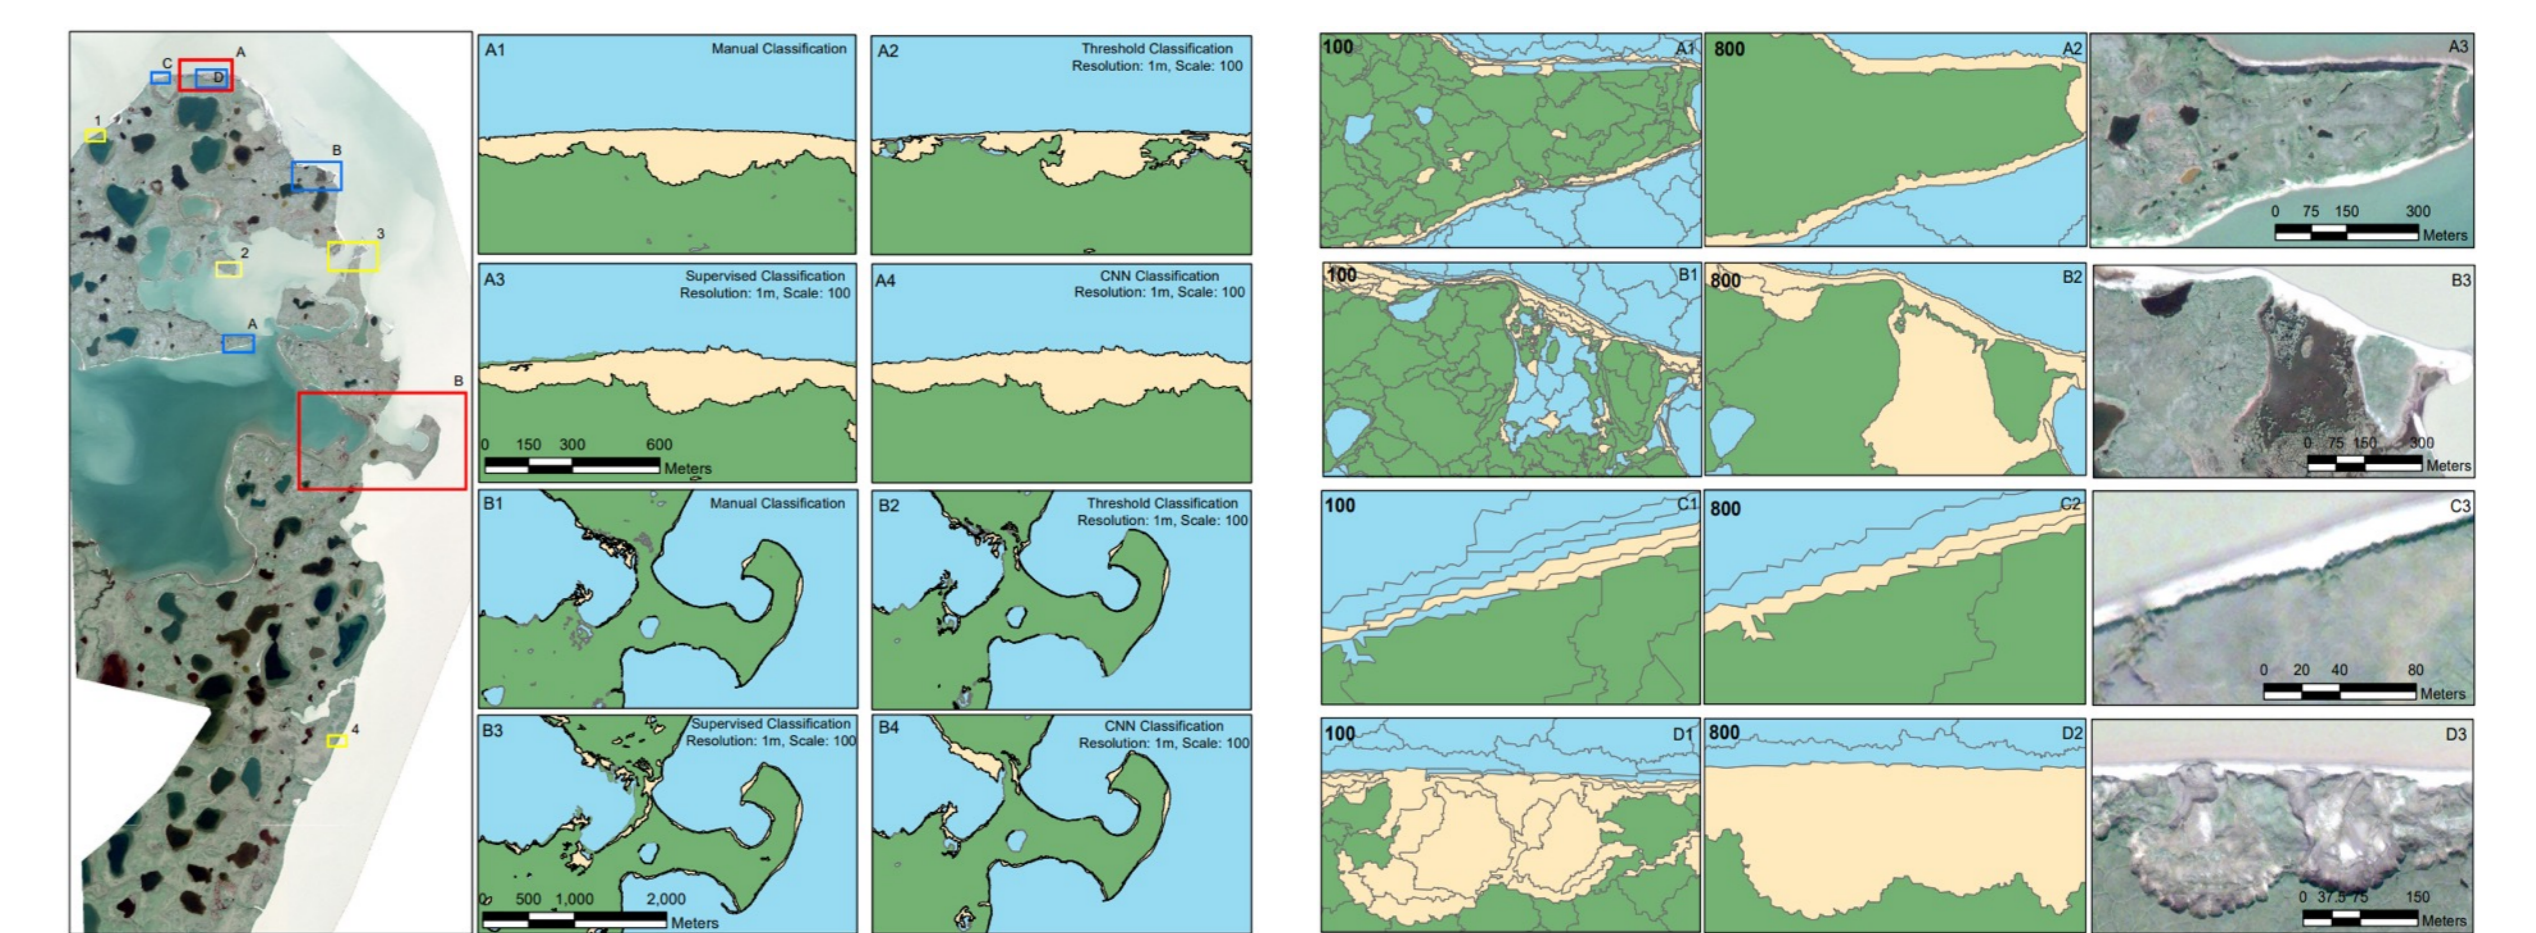 C
A
D
1
B
3
2
A
B
4
A1
Manual Classification
A2
Threshold Classification
Resolution: 1m, Scale: 100
A3
Supervised Classification
Resolution: 1m, Scale: 100
0 150 300 600
Meters
A4
CNN Classification
Resolution: 1m, Scale: 100
B1
Manual Classification
B2
Threshold Classification
Resolution: 1m, Scale: 100
B3
Supervised Classification
Resolution: 1m, Scale: 100
0 500 1,000 2,000
Meters
B4
CNN Classification
Resolution: 1m, Scale: 100
100
A1
800
A2
A3
0 75 150 300
Meters
100
B1
800
B2
B3
0 75 150 300
Meters
100
C1
800
C2
C3
0 20 40 80
Meters
100
D1
800
D2
D3
0 37.5 75 150
Meters